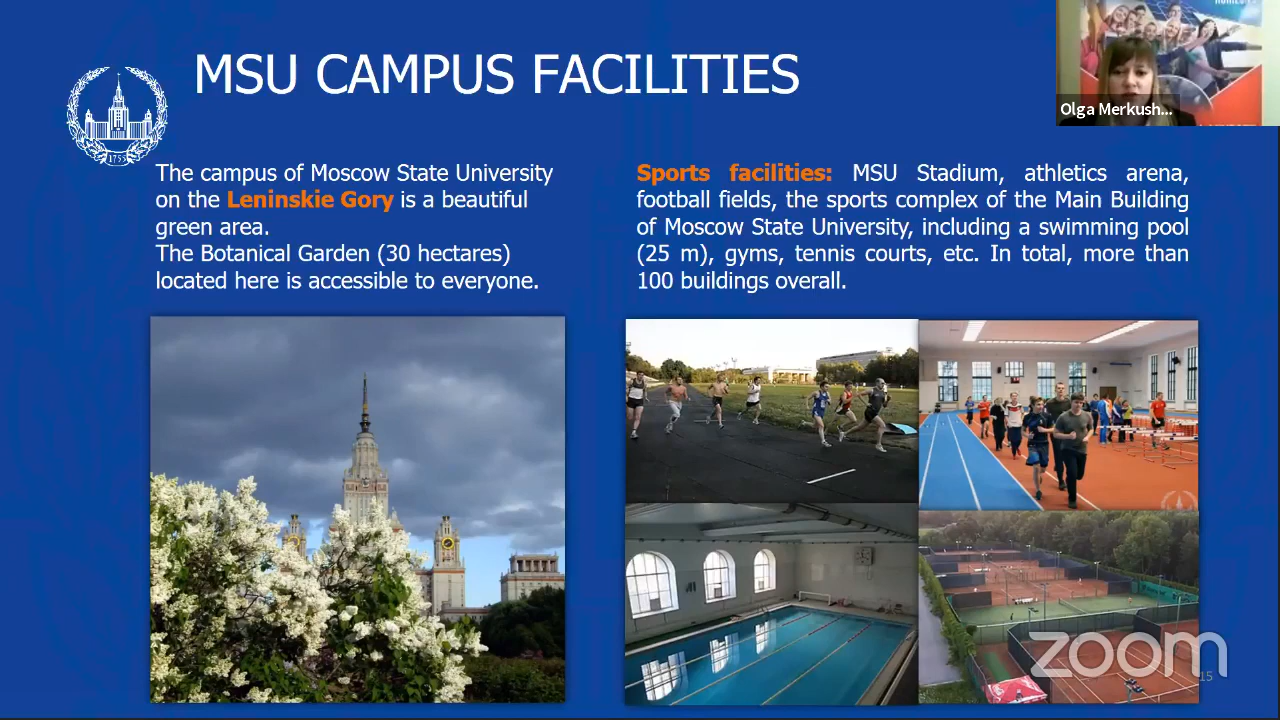 MSU CAMPUS FACILITIES
Olga Merkush...
1755
The campus of Moscow State University
on the Leninskie Gory is a beautiful
green area.
The Botanical Garden (30 hectares)
located here is accessible to everyone.
Sports facilities: MSU Stadium, athletics arena,
football fields, the sports complex of the Main Building
of Moscow State University, including a swimming pool
(25 m), gyms, tennis courts, etc. In total, more than
100 buildings overall.
zoom
15